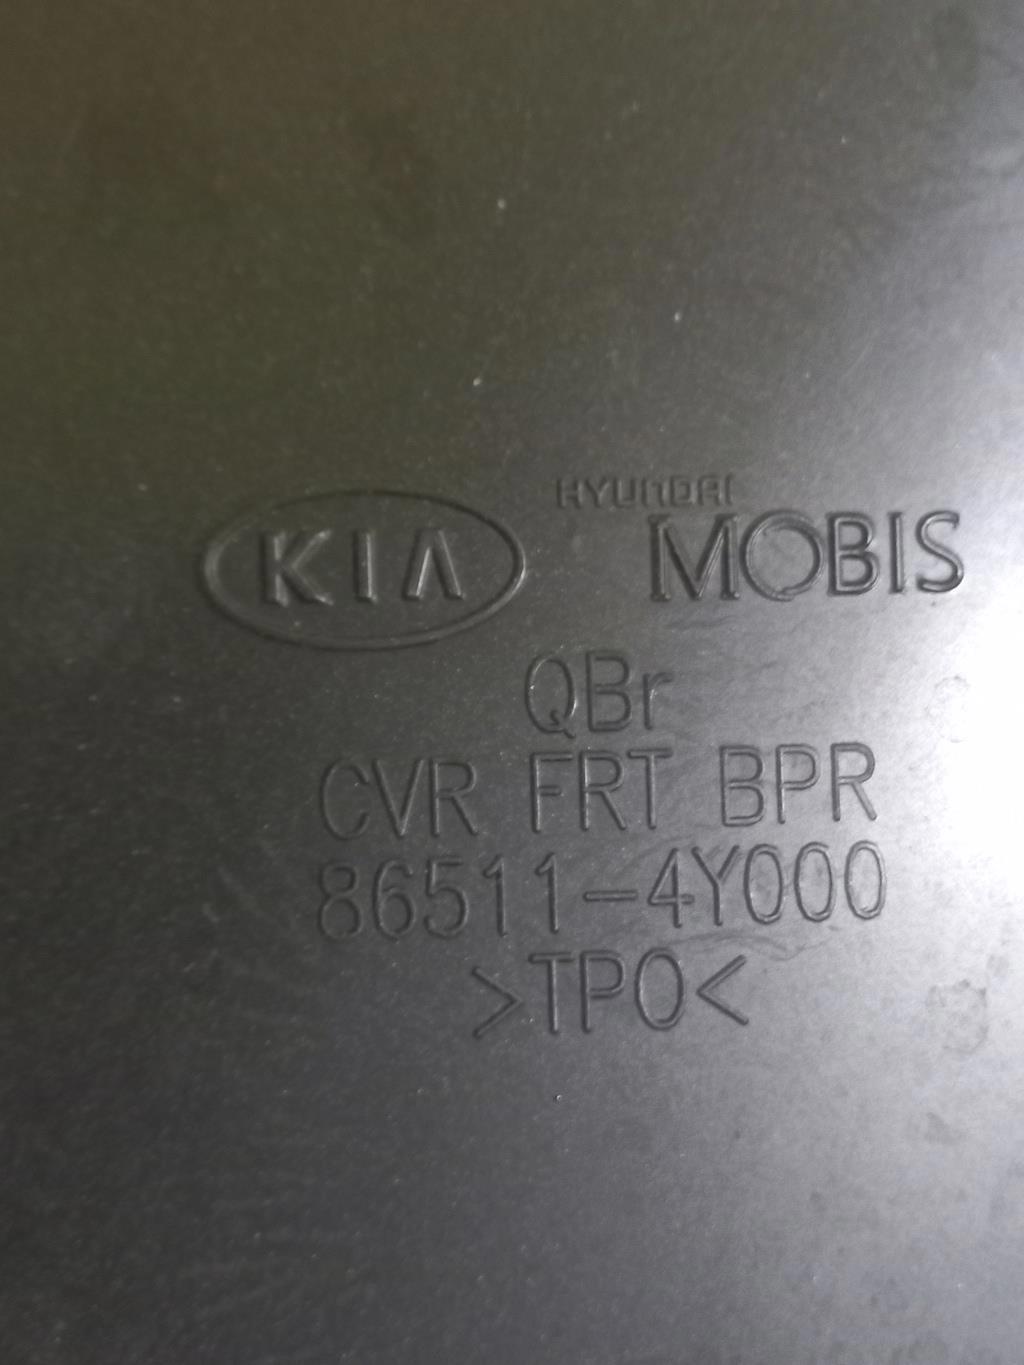 KIA
HYUNDAI
MOBIS
QBr
CVR FRT BPR
86511-4Y000
>TPO<